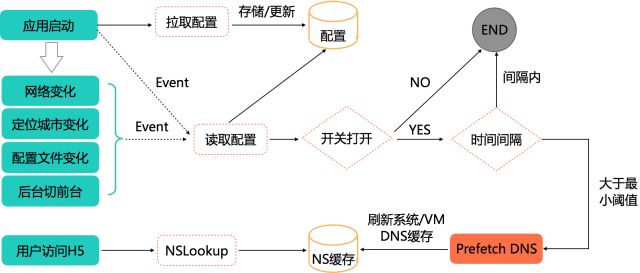 应用启动
拉取配置
存储/更新
配置
END
网络变化
定位城市变化
配置文件变化
后台切前台
Event
Event
读取配置
开关打开
NO
YES
间隔内
时间间隔
大于最
小阈值
用户访问H5
NSLookup
NS缓存
刷新系统/VM
DNS缓存
Prefetch DNS